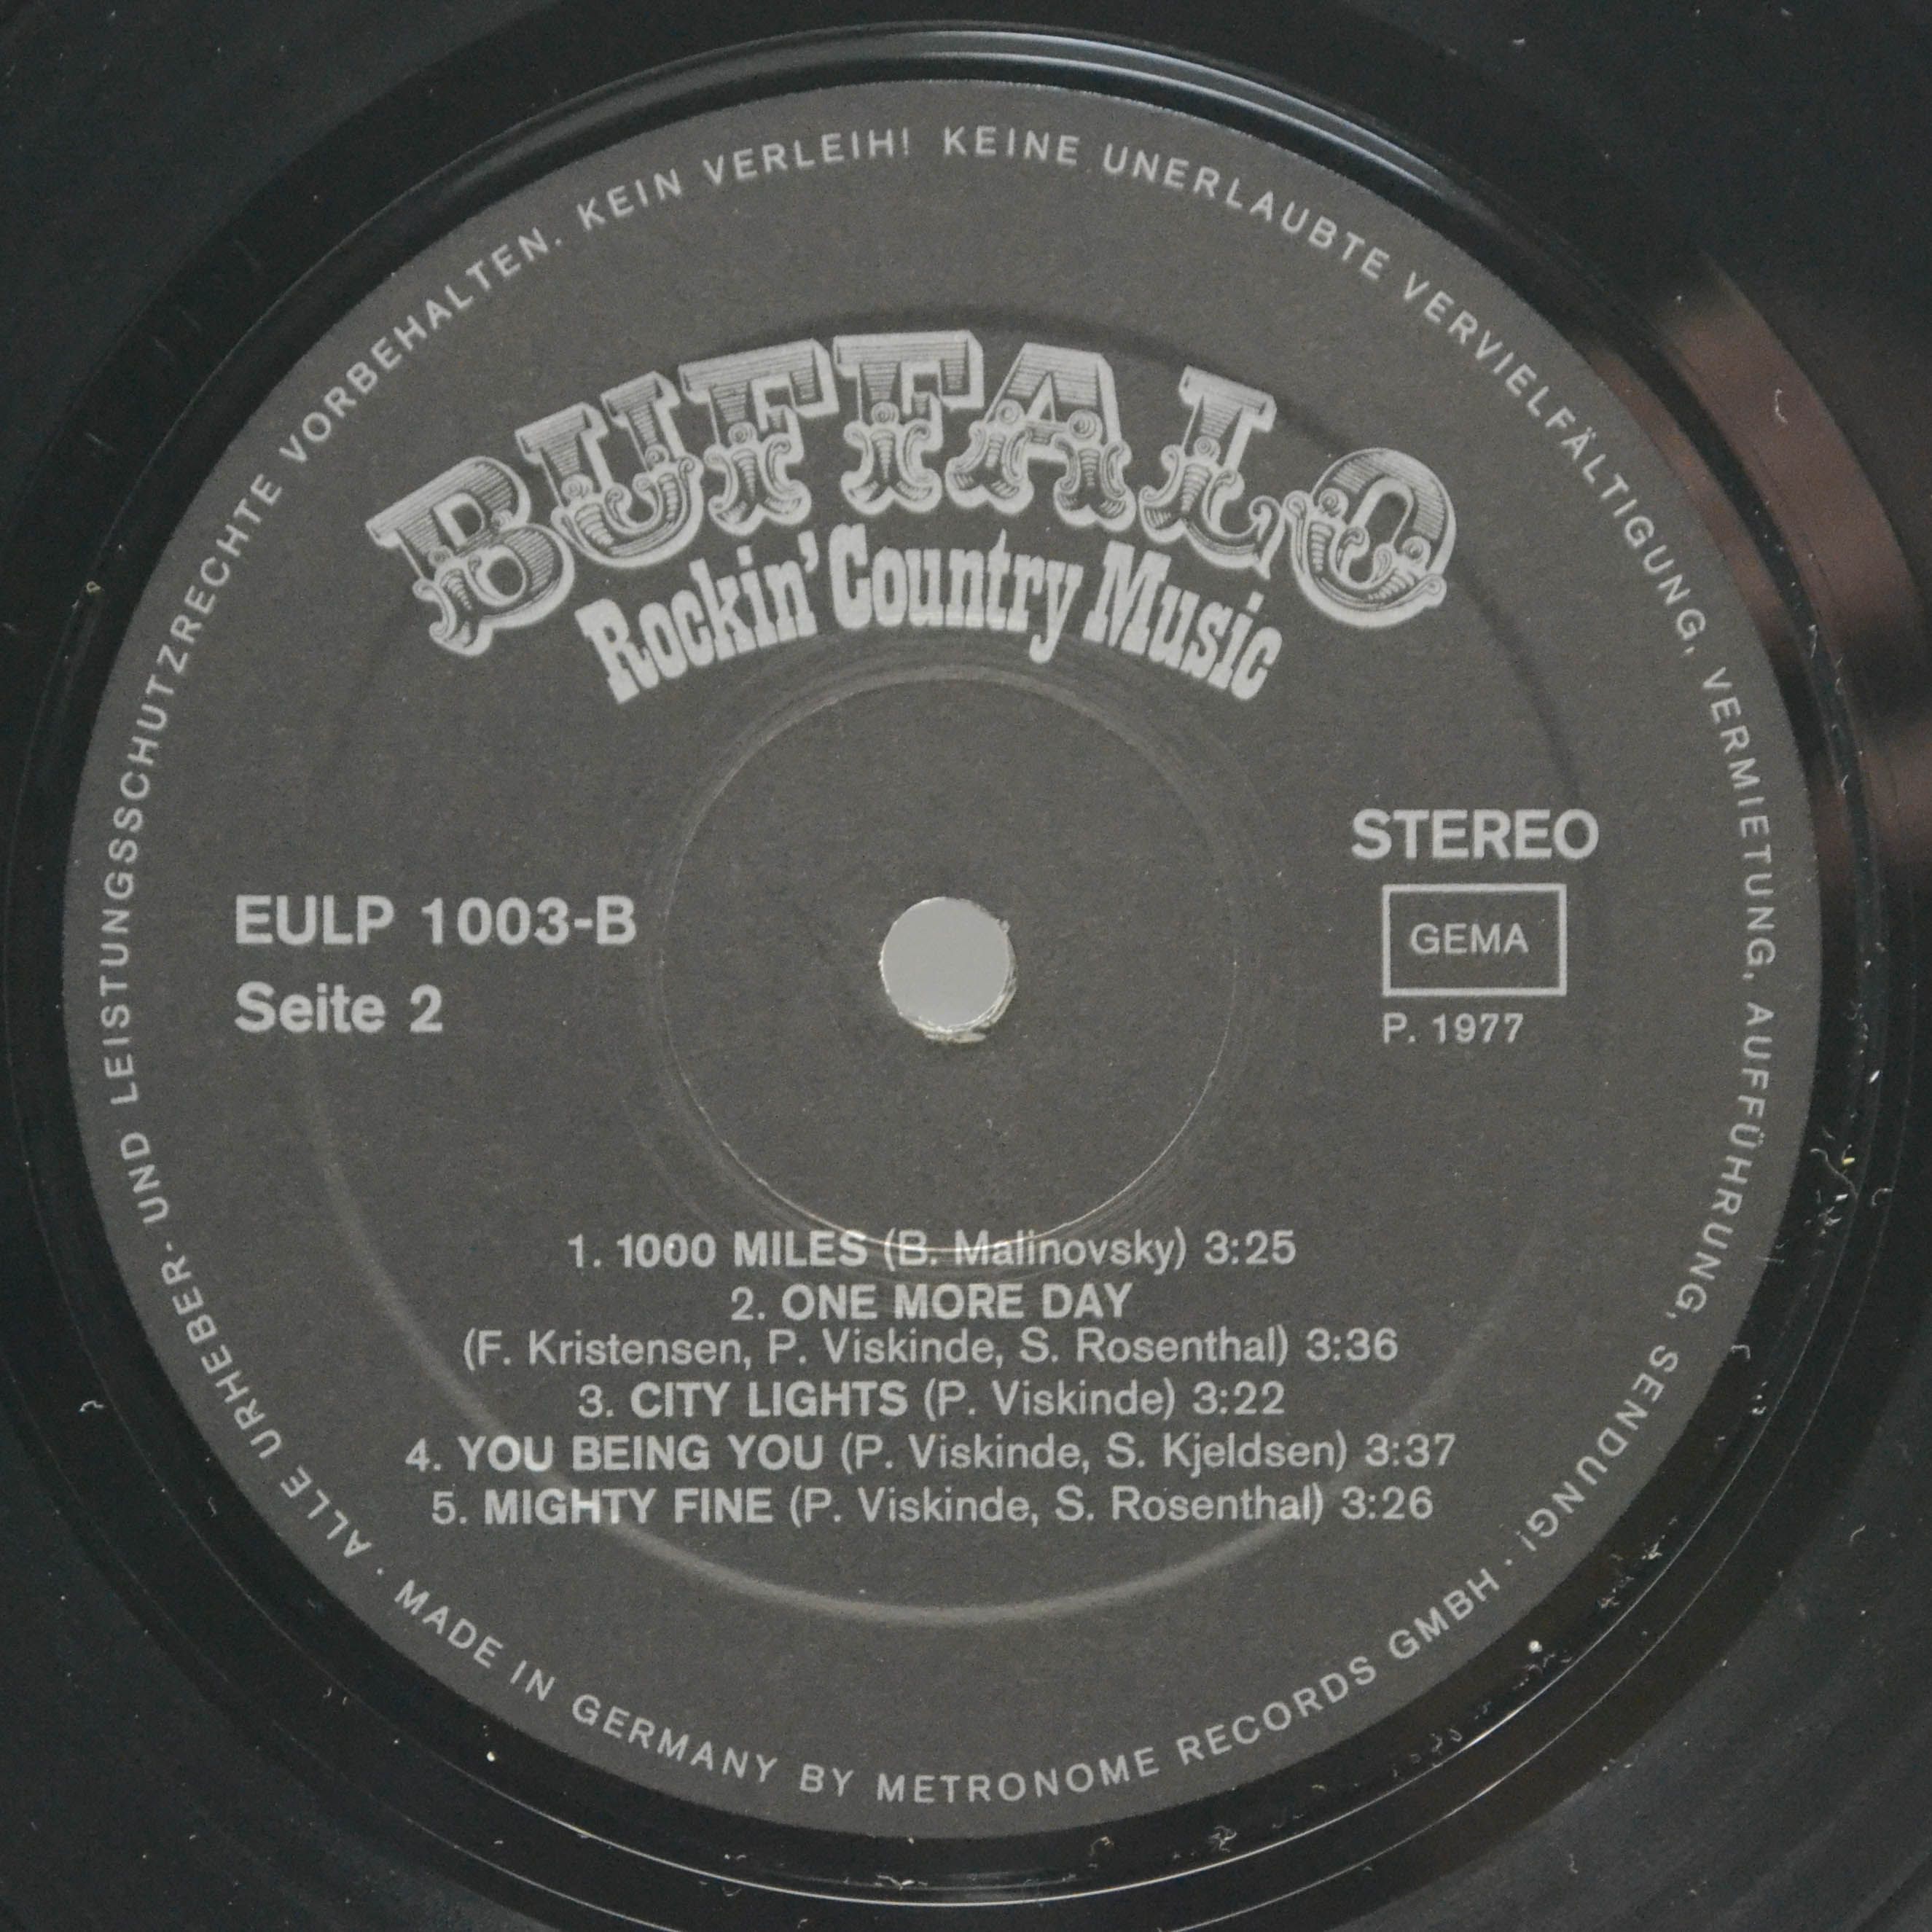 ALLE URHEBER- UND LEISTUNGSSCHUTZRECHTE VORBEHALTEN. KEIN VERLEIH! KEINE UNERLAUBTE VERVIELFÄLTIGUNG, VERMIETUNG, AUFFÜHRUNG, SENDUNG!
BUFFALO
Rockin' Country Music
STEREO
EULP 1003-B
GEMA
Seite 2
P. 1977
1. 1000 MILES (B. Malinovsky) 3:25
2. ONE MORE DAY
(F. Kristensen, P. Viskinde, S. Rosenthal) 3:36
3. CITY LIGHTS (P. Viskinde) 3:22
4. YOU BEING YOU (P. Viskinde, S. Kjeldsen) 3:37
5. MIGHTY FINE (P. Viskinde, S. Rosenthal) 3:26
· MADE IN GERMANY BY METRONOME RECORDS GMBH ·